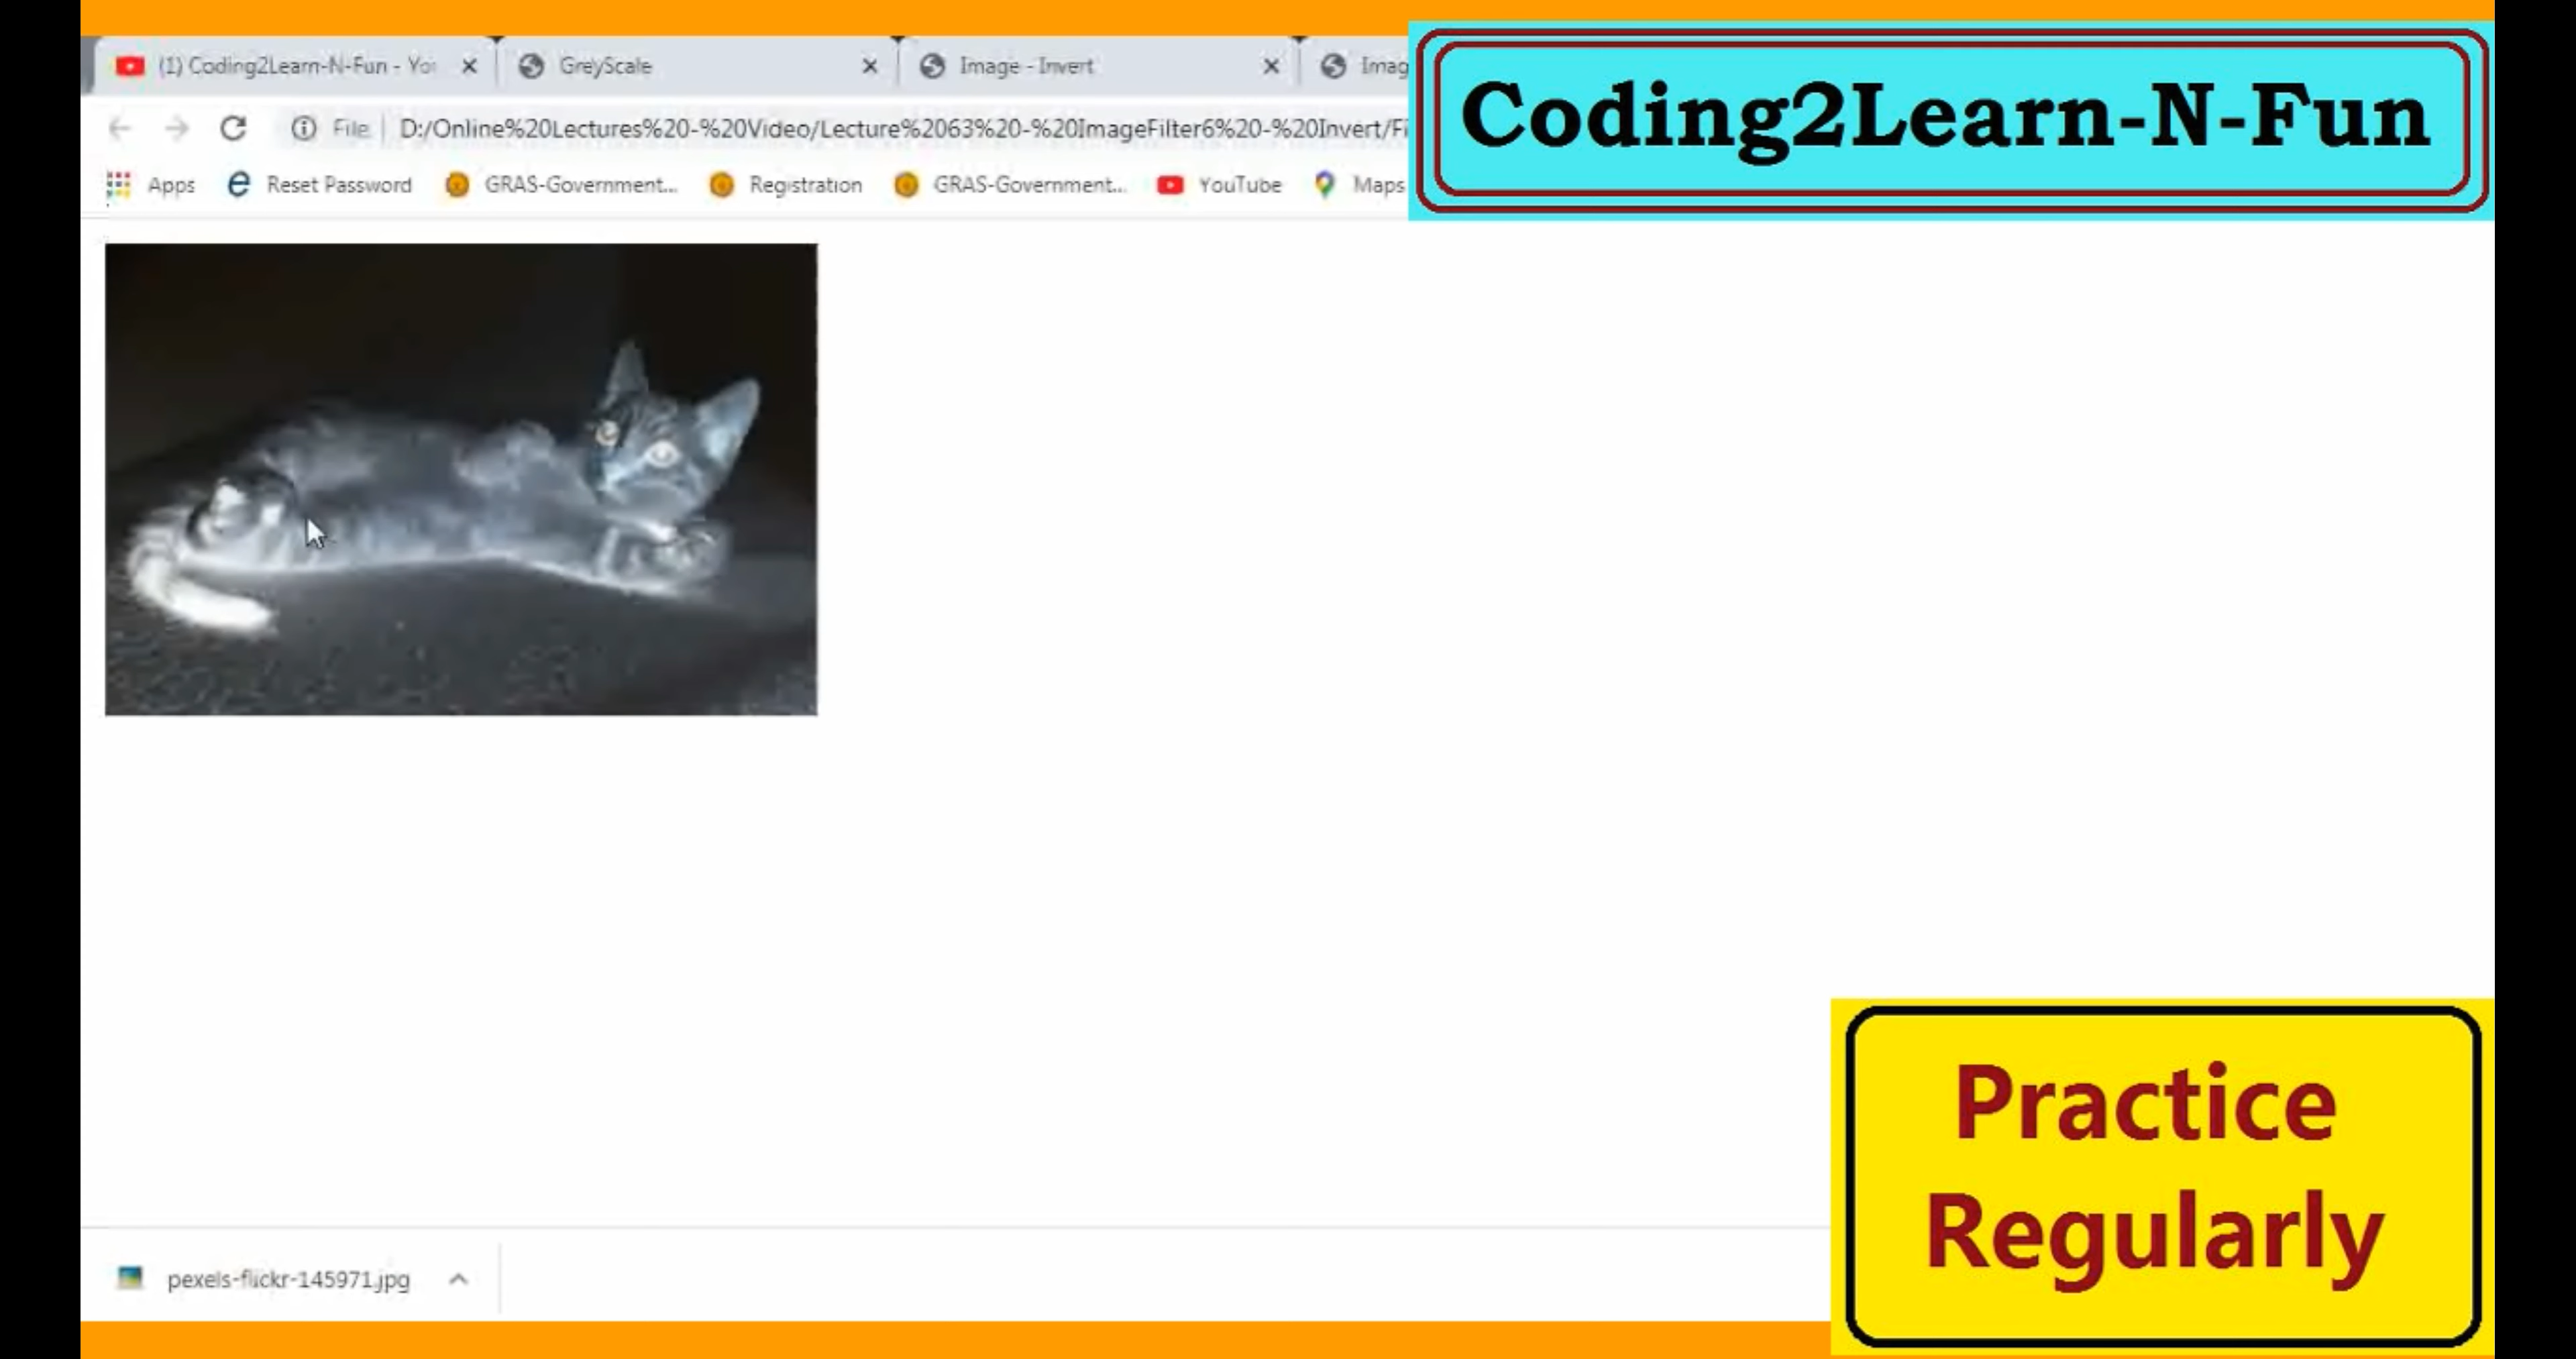 (1) Coding2Learn-N-Fun - Yo
GreyScale
Image - Invert
Imag
Coding2Learn-N-Fun
File
D:/Online%20Lectures%20-%20Video/Lecture%2063%20-%20ImageFilter6%20-%20Invert/Fi
Apps
Reset Password
GRAS-Government...
Registration
GRAS-Government...
YouTube
Maps
Practice
Regularly
pexels-flickr-145971.jpg